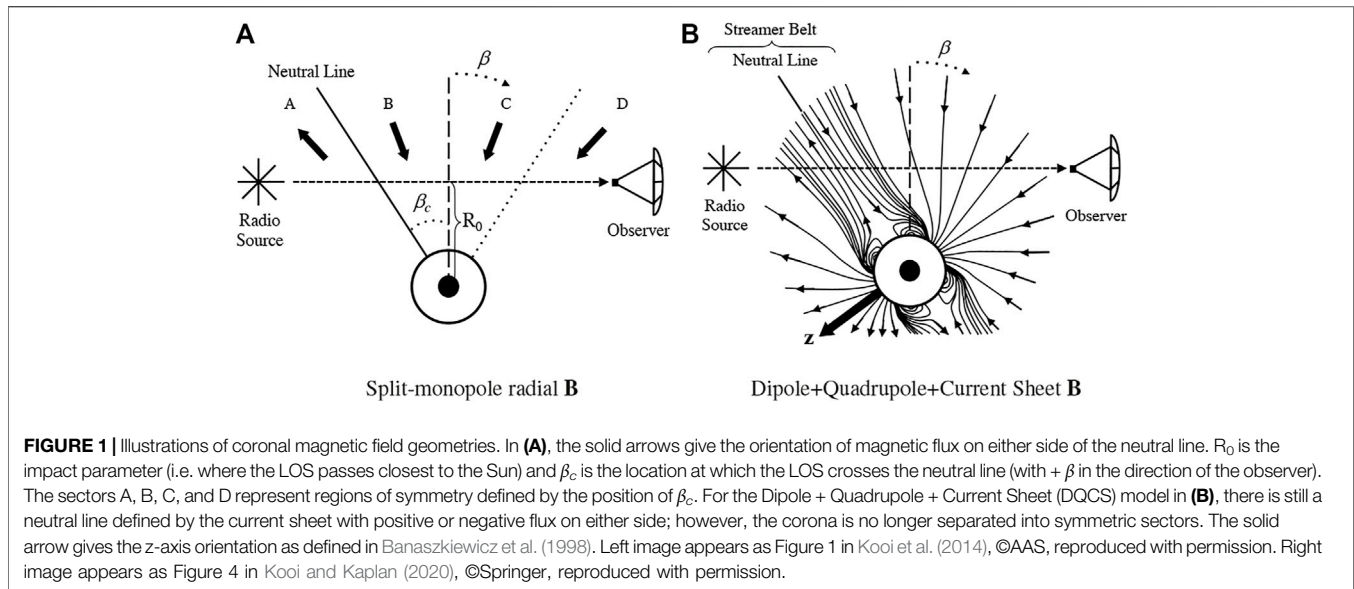 A
Neutral Line
β
A
B
C
D
Radio
Source
β_c
R₀
Observer
Split-monopole radial B
B
Streamer Belt
Neutral Line
β
Radio
Source
Observer
z
Dipole+Quadrupole+Current Sheet B
FIGURE 1 | Illustrations of coronal magnetic field geometries. In (A), the solid arrows give the orientation of magnetic flux on either side of the neutral line. R₀ is the
impact parameter (i.e. where the LOS passes closest to the Sun) and β_c is the location at which the LOS crosses the neutral line (with + β in the direction of the observer).
The sectors A, B, C, and D represent regions of symmetry defined by the position of β_c. For the Dipole + Quadrupole + Current Sheet (DQCS) model in (B), there is still a
neutral line defined by the current sheet with positive or negative flux on either side; however, the corona is no longer separated into symmetric sectors. The solid
arrow gives the z-axis orientation as defined in Banaszkiewicz et al. (1998). Left image appears as Figure 1 in Kooi et al. (2014), ©AAS, reproduced with permission. Right
image appears as Figure 4 in Kooi and Kaplan (2020), ©Springer, reproduced with permission.